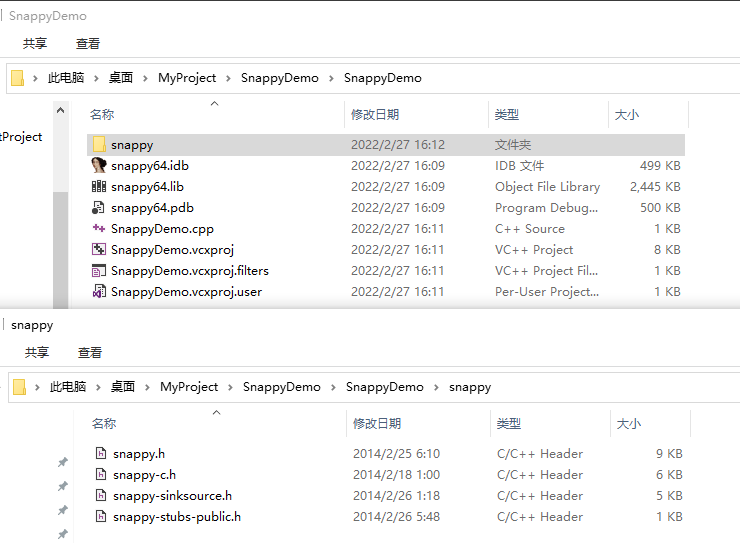 SnappyDemo
共享 查看
此电脑 桌面 MyProject SnappyDemo SnappyDemo
tProject
名称 修改日期 类型 大小
snappy 2022/2/27 16:12 文件夹
snappy64.idb 2022/2/27 16:09 IDB 文件 499 KB
snappy64.lib 2022/2/27 16:09 Object File Library 2,445 KB
snappy64.pdb 2022/2/27 16:09 Program Debug... 500 KB
SnappyDemo.cpp 2022/2/27 16:11 C++ Source 1 KB
SnappyDemo.vcxproj 2022/2/27 16:11 VC++ Project 8 KB
SnappyDemo.vcxproj.filters 2022/2/27 16:11 VC++ Project Fil... 1 KB
SnappyDemo.vcxproj.user 2022/2/27 16:11 Per-User Project... 1 KB
snappy
共享 查看
此电脑 桌面 MyProject SnappyDemo SnappyDemo snappy
名称 修改日期 类型 大小
snappy.h 2014/2/25 6:10 C/C++ Header 9 KB
snappy-c.h 2014/2/18 1:00 C/C++ Header 6 KB
snappy-sinksource.h 2014/2/26 1:18 C/C++ Header 5 KB
snappy-stubs-public.h 2014/2/26 5:48 C/C++ Header 1 KB